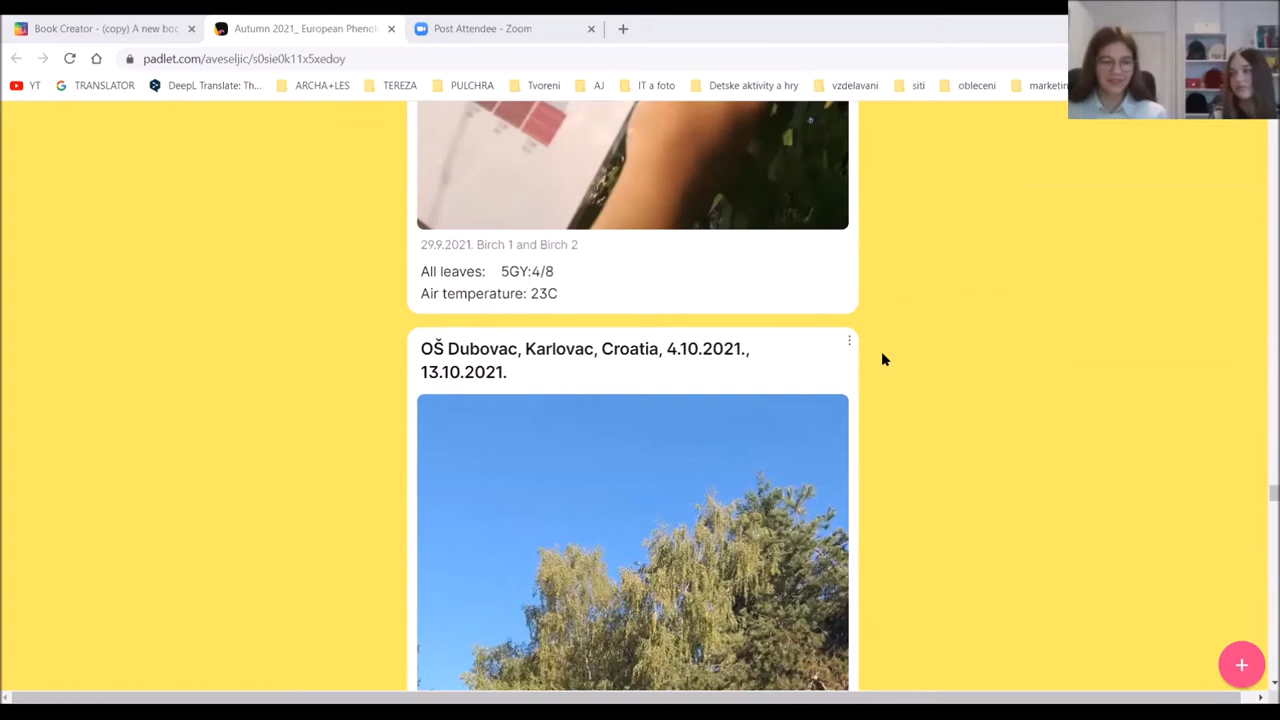 Book Creator - (copy) A new boo
Autumn 2021_ European Phenol
Post Attendee - Zoom
padlet.com/aveseljic/s0sie0k11x5xedoy
YT
TRANSLATOR
DeepL Translate: Th...
ARCHA+LES
TEREZA
PULCHRA
Tvoreni
AJ
IT a foto
Detske aktivity a hry
vzdelavani
siti
obleceni
marketin
29.9.2021. Birch 1 and Birch 2
All leaves: 5GY:4/8
Air temperature: 23C
OŠ Dubovac, Karlovac, Croatia, 4.10.2021.,
13.10.2021.